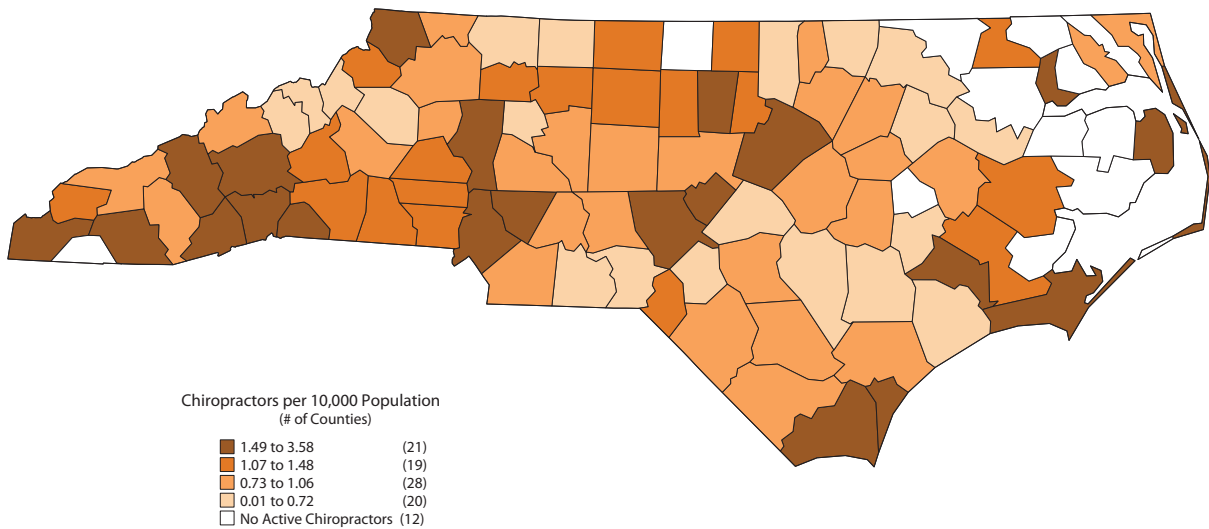 Chiropractors per 10,000 Population
(# of Counties)
1.49 to 3.58 (21)
1.07 to 1.48 (19)
0.73 to 1.06 (28)
0.01 to 0.72 (20)
No Active Chiropractors (12)